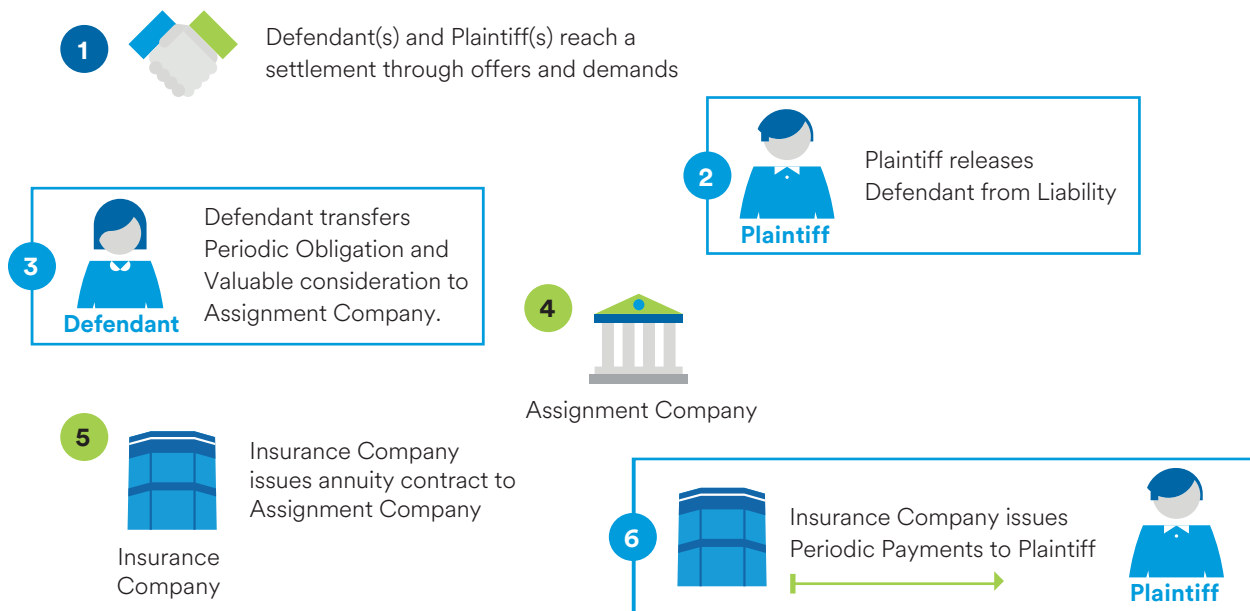 1
Defendant(s) and Plaintiff(s) reach a
settlement through offers and demands
2
Plaintiff releases
Defendant from Liability
Plaintiff
3
Defendant transfers
Periodic Obligation and
Valuable consideration to
Assignment Company.
Defendant
4
Assignment Company
5
Insurance Company
issues annuity contract to
Assignment Company
Insurance
Company
6
Insurance Company issues
Periodic Payments to Plaintiff
Plaintiff